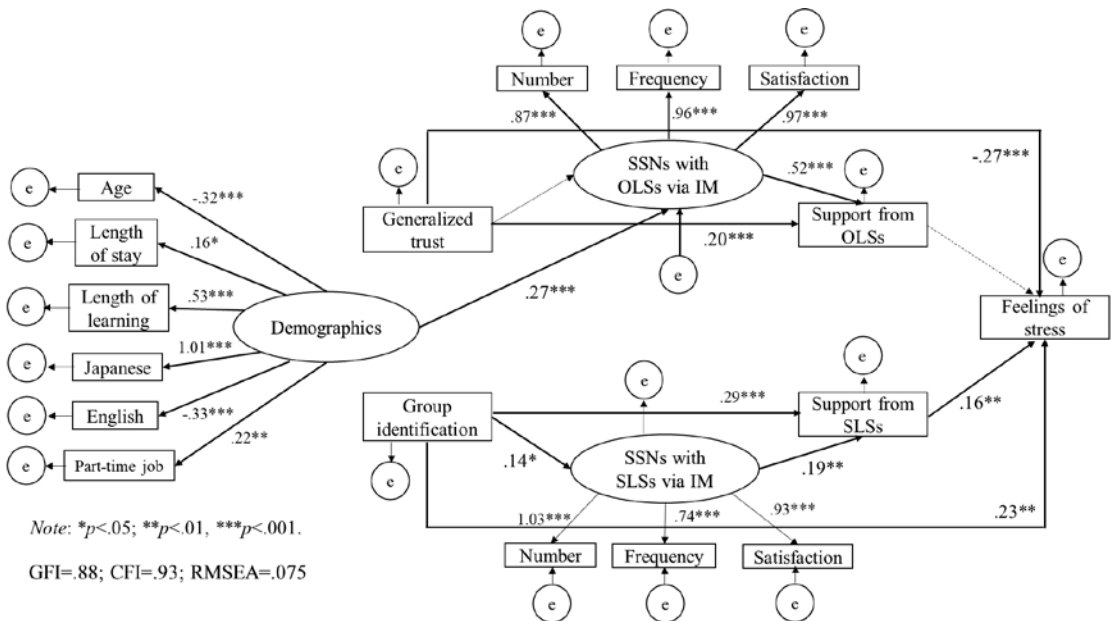 e
e
e
Number
Frequency
Satisfaction
.87***
.96***
.97***
e
SSNs with
OLSs via IM
-.27***
.52***
e
e
Age
-.32***
Generalized
trust
Support from
OLSs
.20***
e
Length
of stay
.16*
e
e
.27***
e
Length of
learning
.53***
Demographics
Feelings of
stress
e
Japanese
1.01***
e
English
-.33***
e
Part-time job
.22**
e
e
Group
identification
.29***
Support from
SLSs
.16**
.14*
SSNs with
SLSs via IM
.19**
e
1.03***
.74***
.93***
.23**
Number
Frequency
Satisfaction
e
e
e
Note: *p<.05; **p<.01, ***p<.001.
GFI=.88; CFI=.93; RMSEA=.075